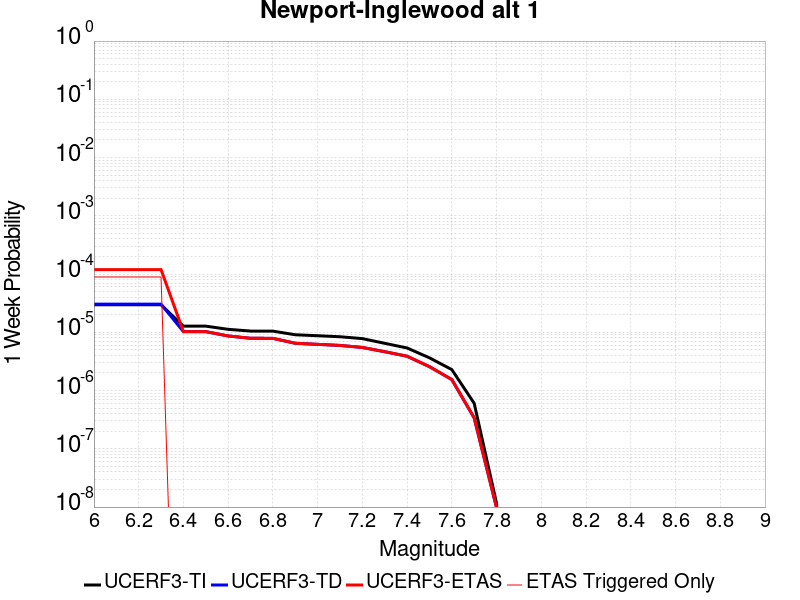 Newport-Inglewood alt 1
10^0
10^-1
10^-2
10^-3
10^-4
10^-5
10^-6
10^-7
10^-8
1 Week Probability
6 6.2 6.4 6.6 6.8 7 7.2 7.4 7.6 7.8 8 8.2 8.4 8.6 8.8 9
Magnitude
UCERF3-TI UCERF3-TD UCERF3-ETAS ETAS Triggered Only